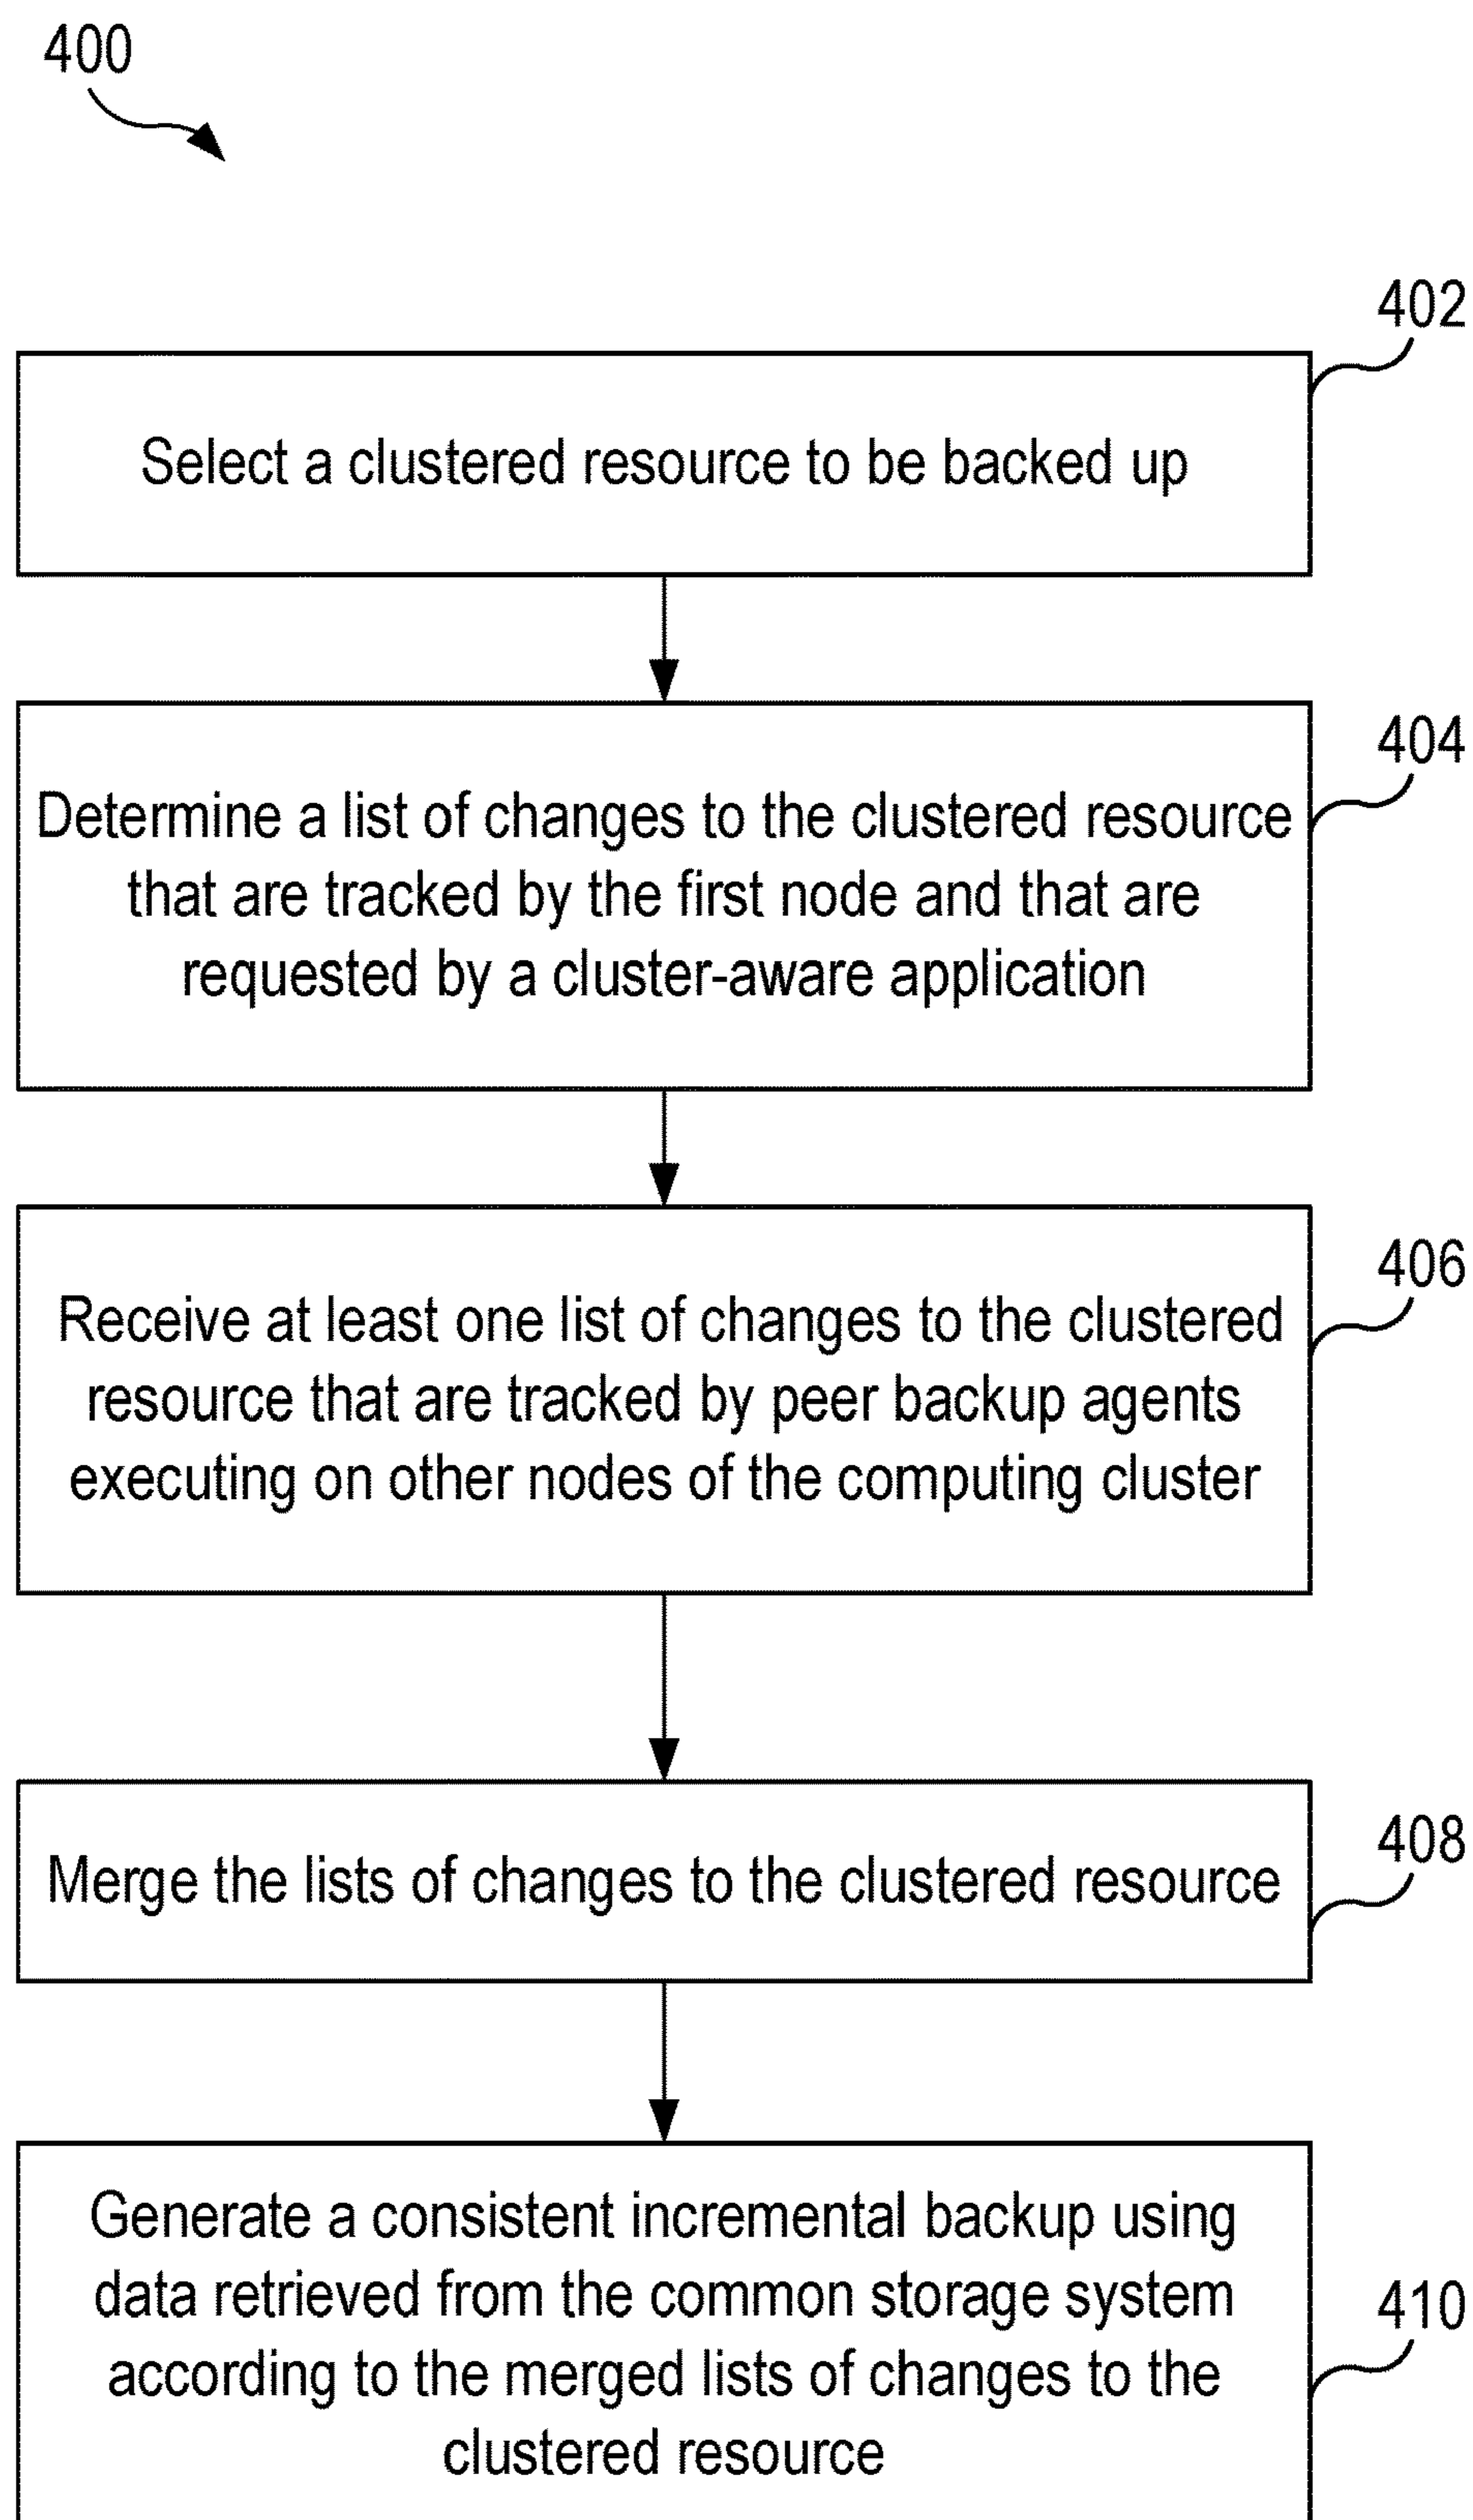 400
402
Select a clustered resource to be backed up
404
Determine a list of changes to the clustered resource
that are tracked by the first node and that are
requested by a cluster-aware application
406
Receive at least one list of changes to the clustered
resource that are tracked by peer backup agents
executing on other nodes of the computing cluster
408
Merge the lists of changes to the clustered resource
Generate a consistent incremental backup using
data retrieved from the common storage system
410
according to the merged lists of changes to the
clustered resource